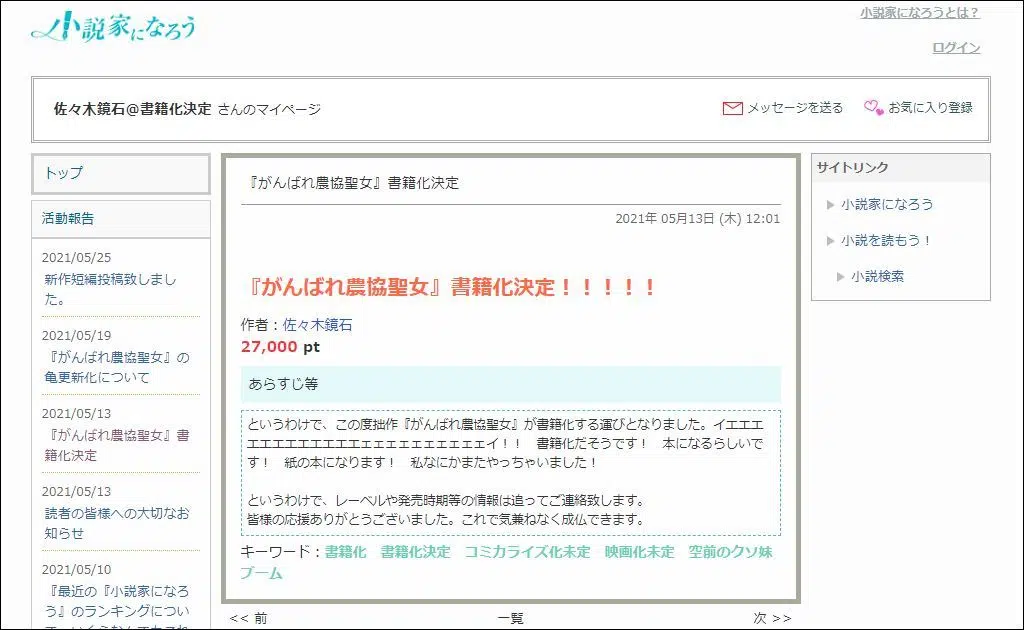 小説家になろう
小説家になろうとは？
ログイン
佐々木鏡石@書籍化決定 さんのマイページ
メッセージを送る
お気に入り登録
トップ
活動報告
2021/05/25
新作短編投稿致しまし
た。
2021/05/19
『がんばれ農協聖女』の
亀更新化について
2021/05/13
『がんばれ農協聖女』書
籍化決定
2021/05/13
読者の皆様への大切なお
知らせ
2021/05/10
『最近の『小説家になろ
う』のランキングについ
『がんばれ農協聖女』書籍化決定
2021年 05月13日 (木) 12:01
『がんばれ農協聖女』書籍化決定！！！！！
作者：佐々木鏡石
27,000 pt
あらすじ等
というわけで、この度拙作『がんばれ農協聖女』が書籍化する運びとなりました。イエエエ
エエエエエエエエエエェェェェェェェェェェェイ！！　書籍化だそうです！　本になるらしいで
す！　紙の本になります！　私なにかまたやっちゃいました！
というわけで、レーベルや発売時期等の情報は追ってご連絡致します。
皆様の応援ありがとうございました。これで気兼ねなく成仏できます。
キーワード：書籍化　書籍化決定　コミカライズ化未定　映画化未定　空前のクソ妹
ブーム
<< 前
一覧
次 >>
サイトリンク
小説家になろう
小説を読もう！
小説検索